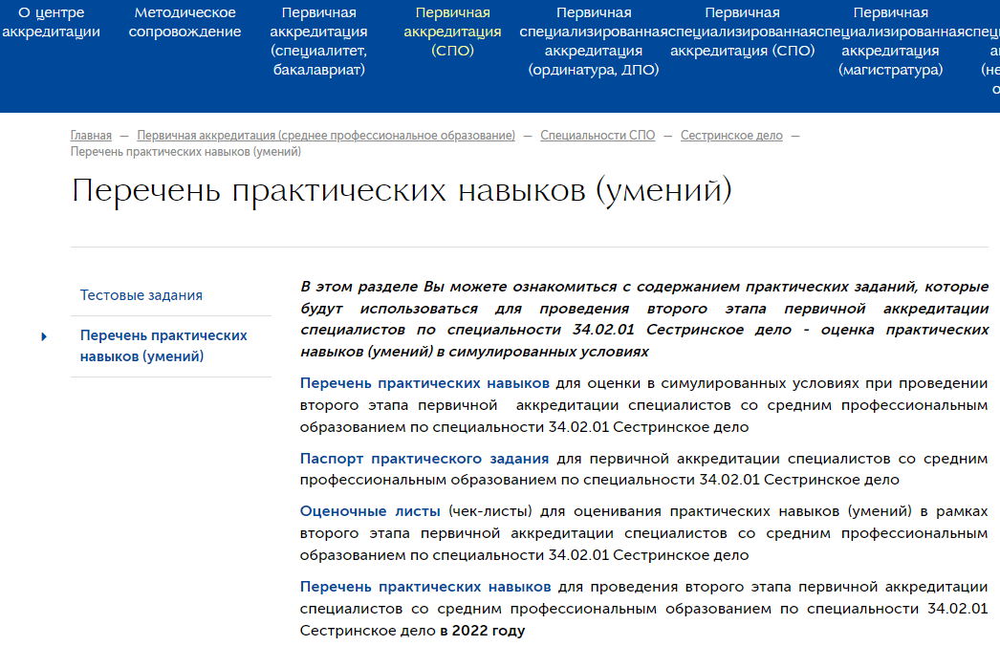 О центре
аккредитации
Методическое
сопровождение
Первичная
аккредитация
(специалитет,
бакалавриат)
Первичная
аккредитация
(СПО)
Первичная
специализированная
аккредитация
(ординатура, ДПО)
Первичная
специализированная
аккредитация (СПО)
Первичная
специализированная
аккредитация
(магистратура)
Главная — Первичная аккредитация (среднее профессиональное образование) — Специальности СПО — Сестринское дело —
Перечень практических навыков (умений)
Перечень практических навыков (умений)
Тестовые задания
Перечень практических
навыков (умений)
В этом разделе Вы можете ознакомиться с содержанием практических заданий, которые
будут использоваться для проведения второго этапа первичной аккредитации
специалистов по специальности 34.02.01 Сестринское дело - оценка практических
навыков (умений) в симулированных условиях
Перечень практических навыков для оценки в симулированных условиях при проведении
второго этапа первичной аккредитации специалистов со средним профессиональным
образованием по специальности 34.02.01 Сестринское дело
Паспорт практического задания для первичной аккредитации специалистов со средним
профессиональным образованием по специальности 34.02.01 Сестринское дело
Оценочные листы (чек-листы) для оценивания практических навыков (умений) в рамках
второго этапа первичной аккредитации специалистов со средним профессиональным
образованием по специальности 34.02.01 Сестринское дело
Перечень практических навыков для проведения второго этапа первичной аккредитации
специалистов со средним профессиональным образованием по специальности 34.02.01
Сестринское дело в 2022 году